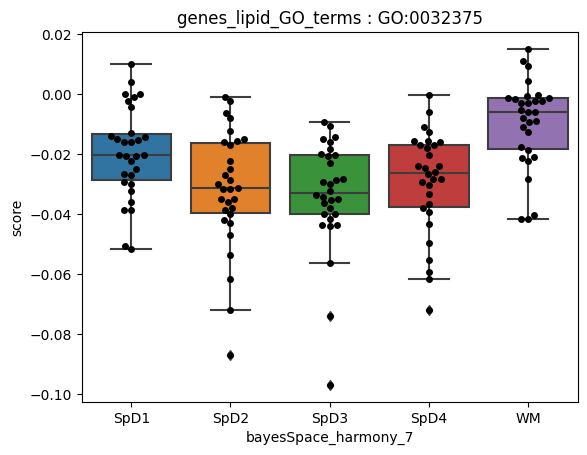 genes_lipid_GO_terms : GO:0032375
0.02
0.00
−0.02
−0.04
−0.06
−0.08
−0.10
score
SpD1 SpD2 SpD3 SpD4 WM
bayesSpace_harmony_7